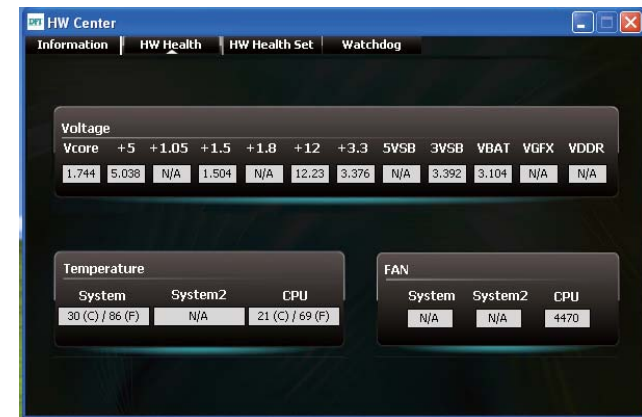 DFI HW Center
Information HW Health HW Health Set Watchdog
Voltage
Vcore +5 +1.05 +1.5 +1.8 +12 +3.3 5VSB 3VSB VBAT VGFX VDDR
1.744 5.038 N/A 1.504 N/A 12.23 3.376 N/A 3.392 3.104 N/A N/A
Temperature
System System2 CPU
30 (C) / 86 (F) N/A 21 (C) / 69 (F)
FAN
System System2 CPU
N/A N/A 4470